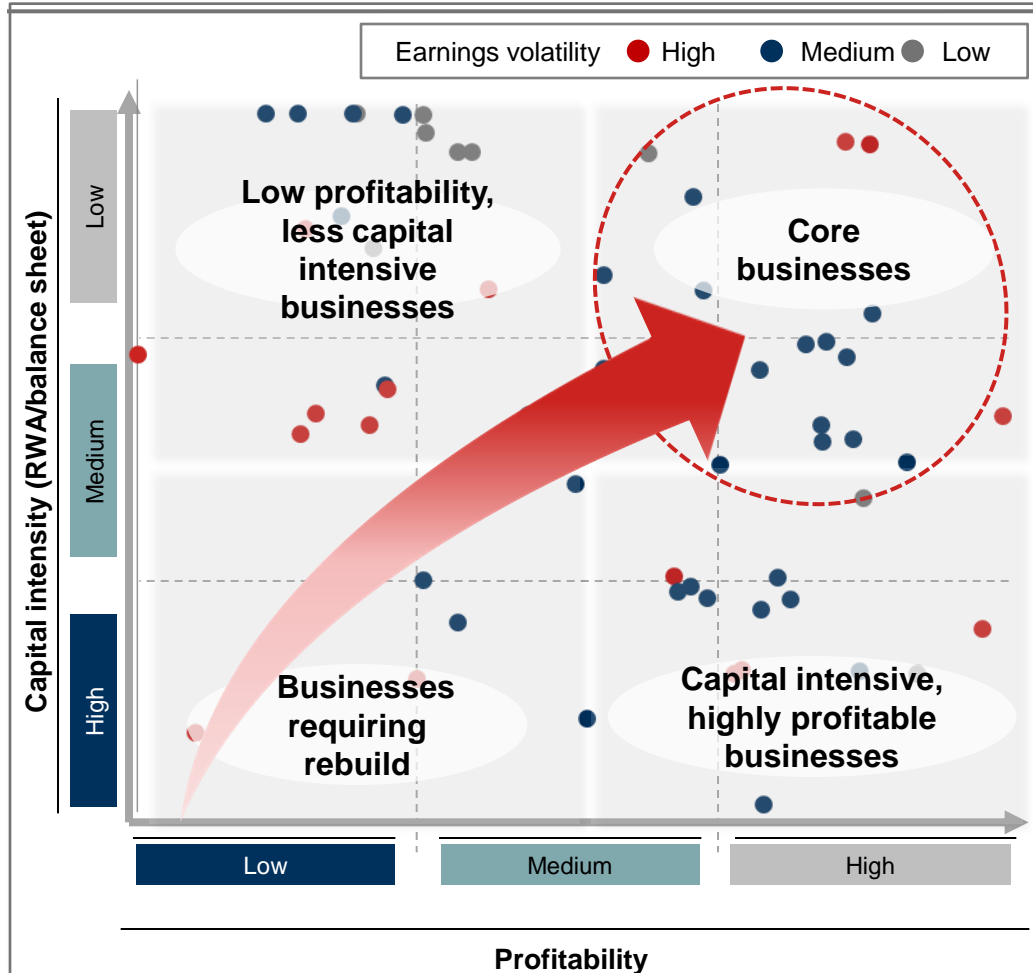 Earnings volatility High Medium Low
Capital intensity (RWA/balance sheet)
Low
Medium
High
Low profitability,
less capital
intensive
businesses
Core
businesses
Businesses
requiring
rebuild
Capital intensive,
highly profitable
businesses
Low
Medium
High
Profitability